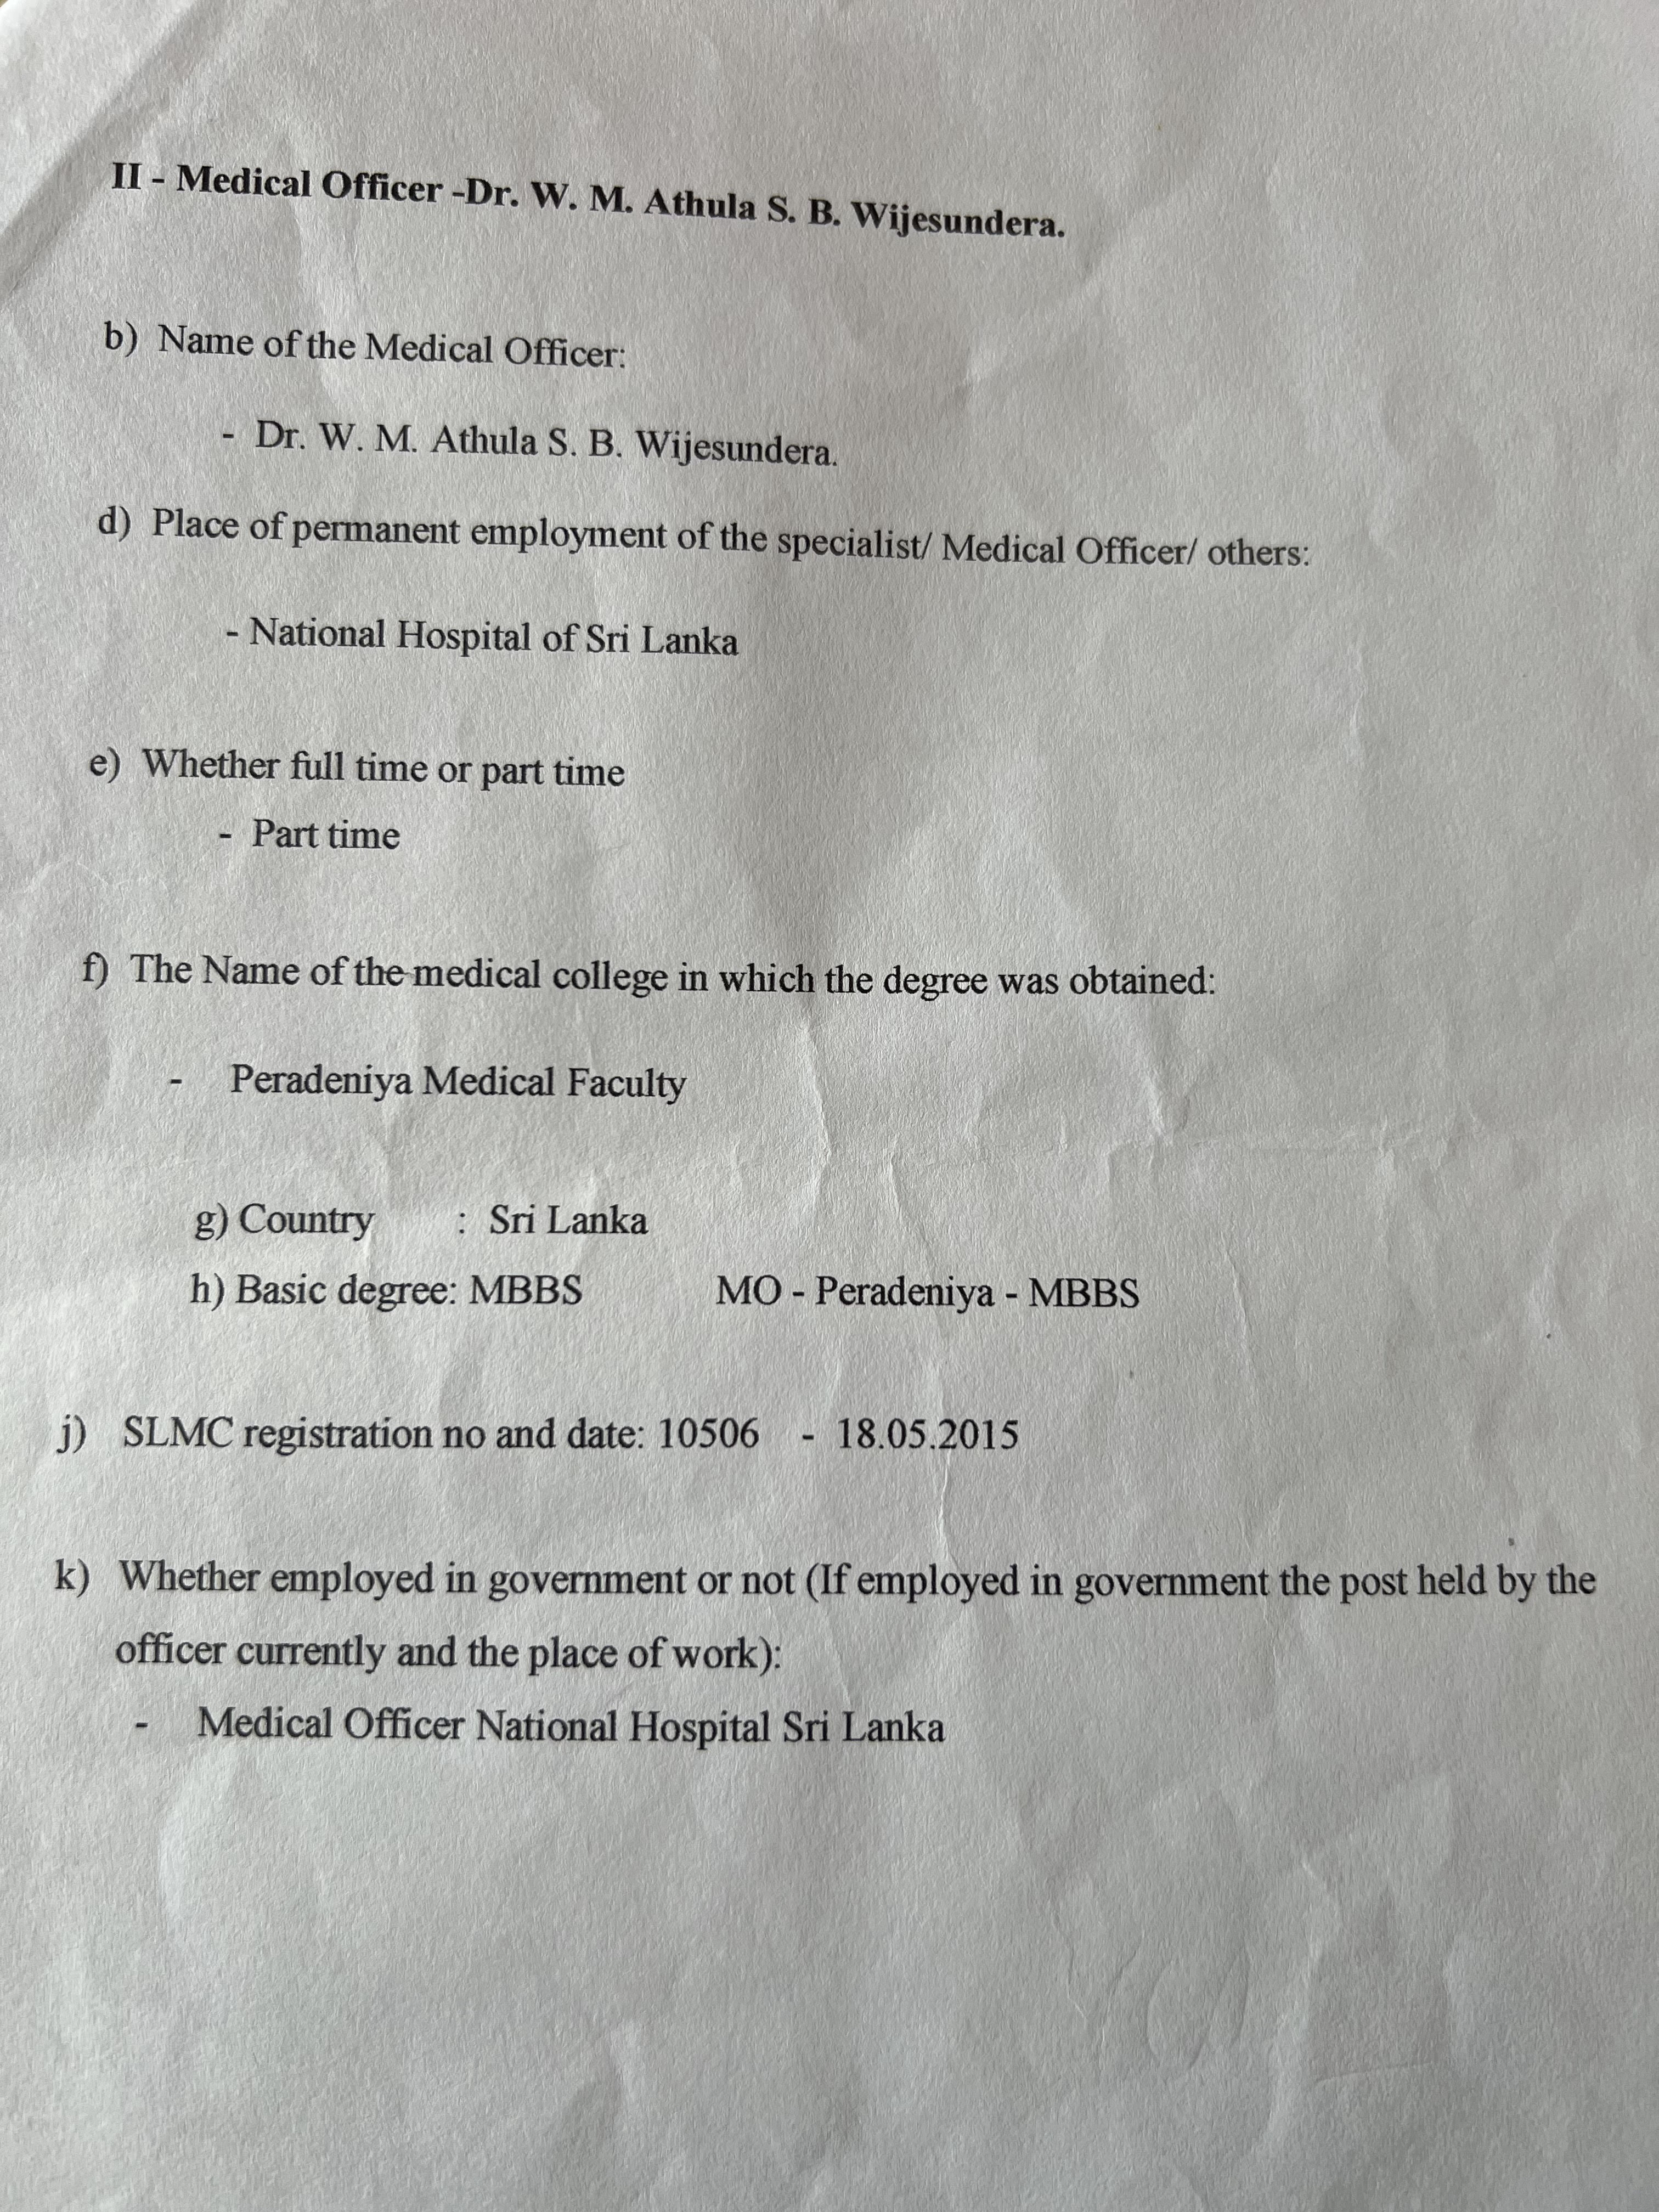 II - Medical Officer -Dr. W. M. Athula S. B. Wijesundera.
b) Name of the Medical Officer:
- Dr. W. M. Athula S. B. Wijesundera.
d) Place of permanent employment of the specialist/ Medical Officer/ others:
- National Hospital of Sri Lanka
e) Whether full time or part time
- Part time
f) The Name of the medical college in which the degree was obtained:
- Peradeniya Medical Faculty
g) Country : Sri Lanka
h) Basic degree: MBBS MO - Peradeniya - MBBS
j) SLMC registration no and date: 10506 - 18.05.2015
k) Whether employed in government or not (If employed in government the post held by the
officer currently and the place of work):
- Medical Officer National Hospital Sri Lanka